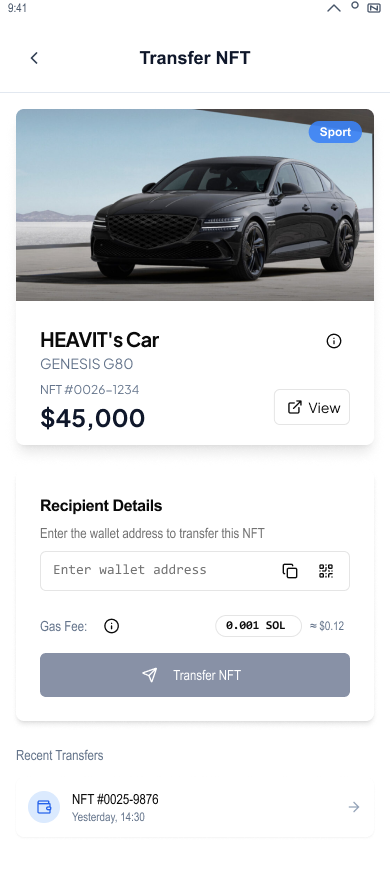 9:41
Transfer NFT
Sport
HEAVIT's Car
GENESIS G80
NFT #0026-1234
$45,000
View
Recipient Details
Enter the wallet address to transfer this NFT
Enter wallet address
Gas Fee:
0.001 SOL
≈ $0.12
Transfer NFT
Recent Transfers
NFT #0025-9876
Yesterday, 14:30